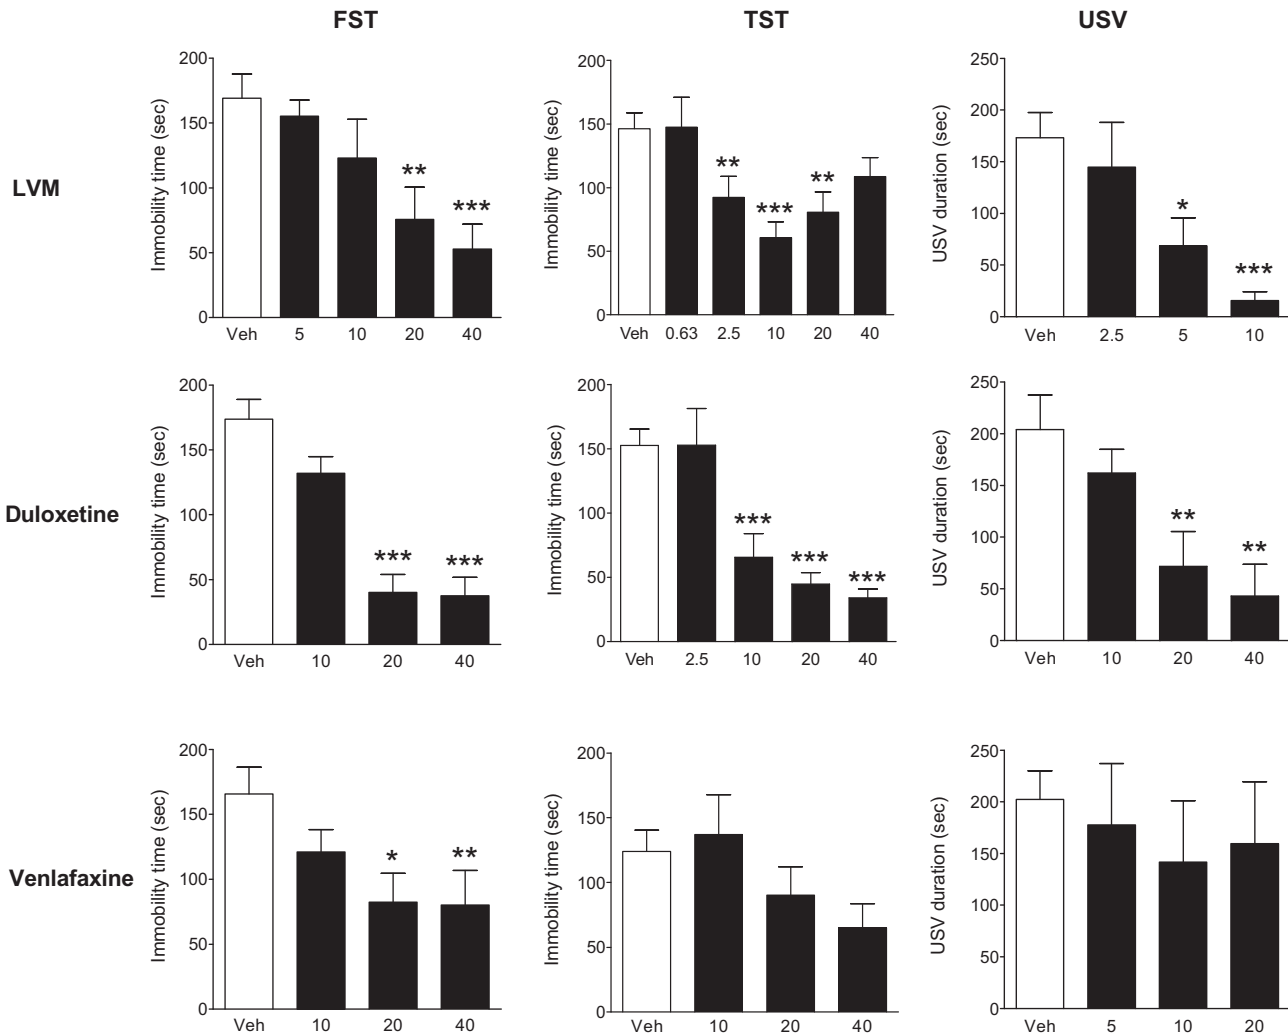 FST TST USV
LVM
Immobility time (sec)
200
150
100
50
0
** ***
Veh 5 10 20 40
Immobility time (sec)
200
150
100
50
0
** *** **
Veh 0.63 2.5 10 20 40
USV duration (sec)
250
200
150
100
50
0
* ***
Veh 2.5 5 10
Duloxetine
Immobility time (sec)
200
150
100
50
0
*** ***
Veh 10 20 40
Immobility time (sec)
200
150
100
50
0
*** *** ***
Veh 2.5 10 20 40
USV duration (sec)
250
200
150
100
50
0
** **
Veh 10 20 40
Venlafaxine
Immobility time (sec)
200
150
100
50
0
* **
Veh 10 20 40
Immobility time (sec)
200
150
100
50
0
Veh 10 20 40
USV duration (sec)
250
200
150
100
50
0
Veh 5 10 20